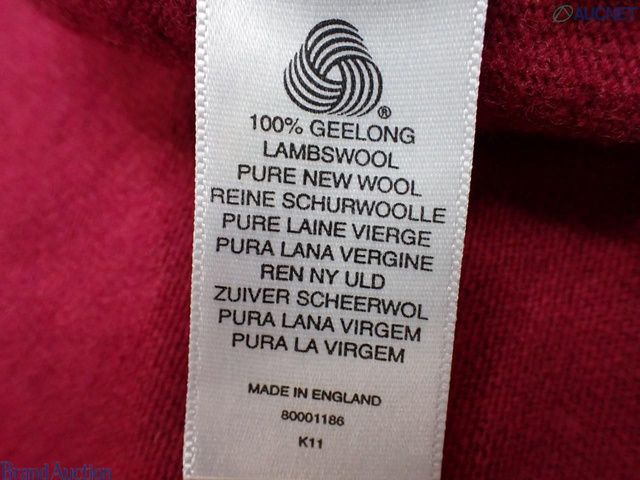 AUCNET
®
100% GEELONG
LAMBSWOOL
PURE NEW WOOL
REINE SCHURWOOLLE
PURE LAINE VIERGE
PURA LANA VERGINE
REN NY ULD
ZUIVER SCHEERWOL
PURA LANA VIRGEM
PURA LA VIRGEM
MADE IN ENGLAND
80001186
K11
Brand Auction